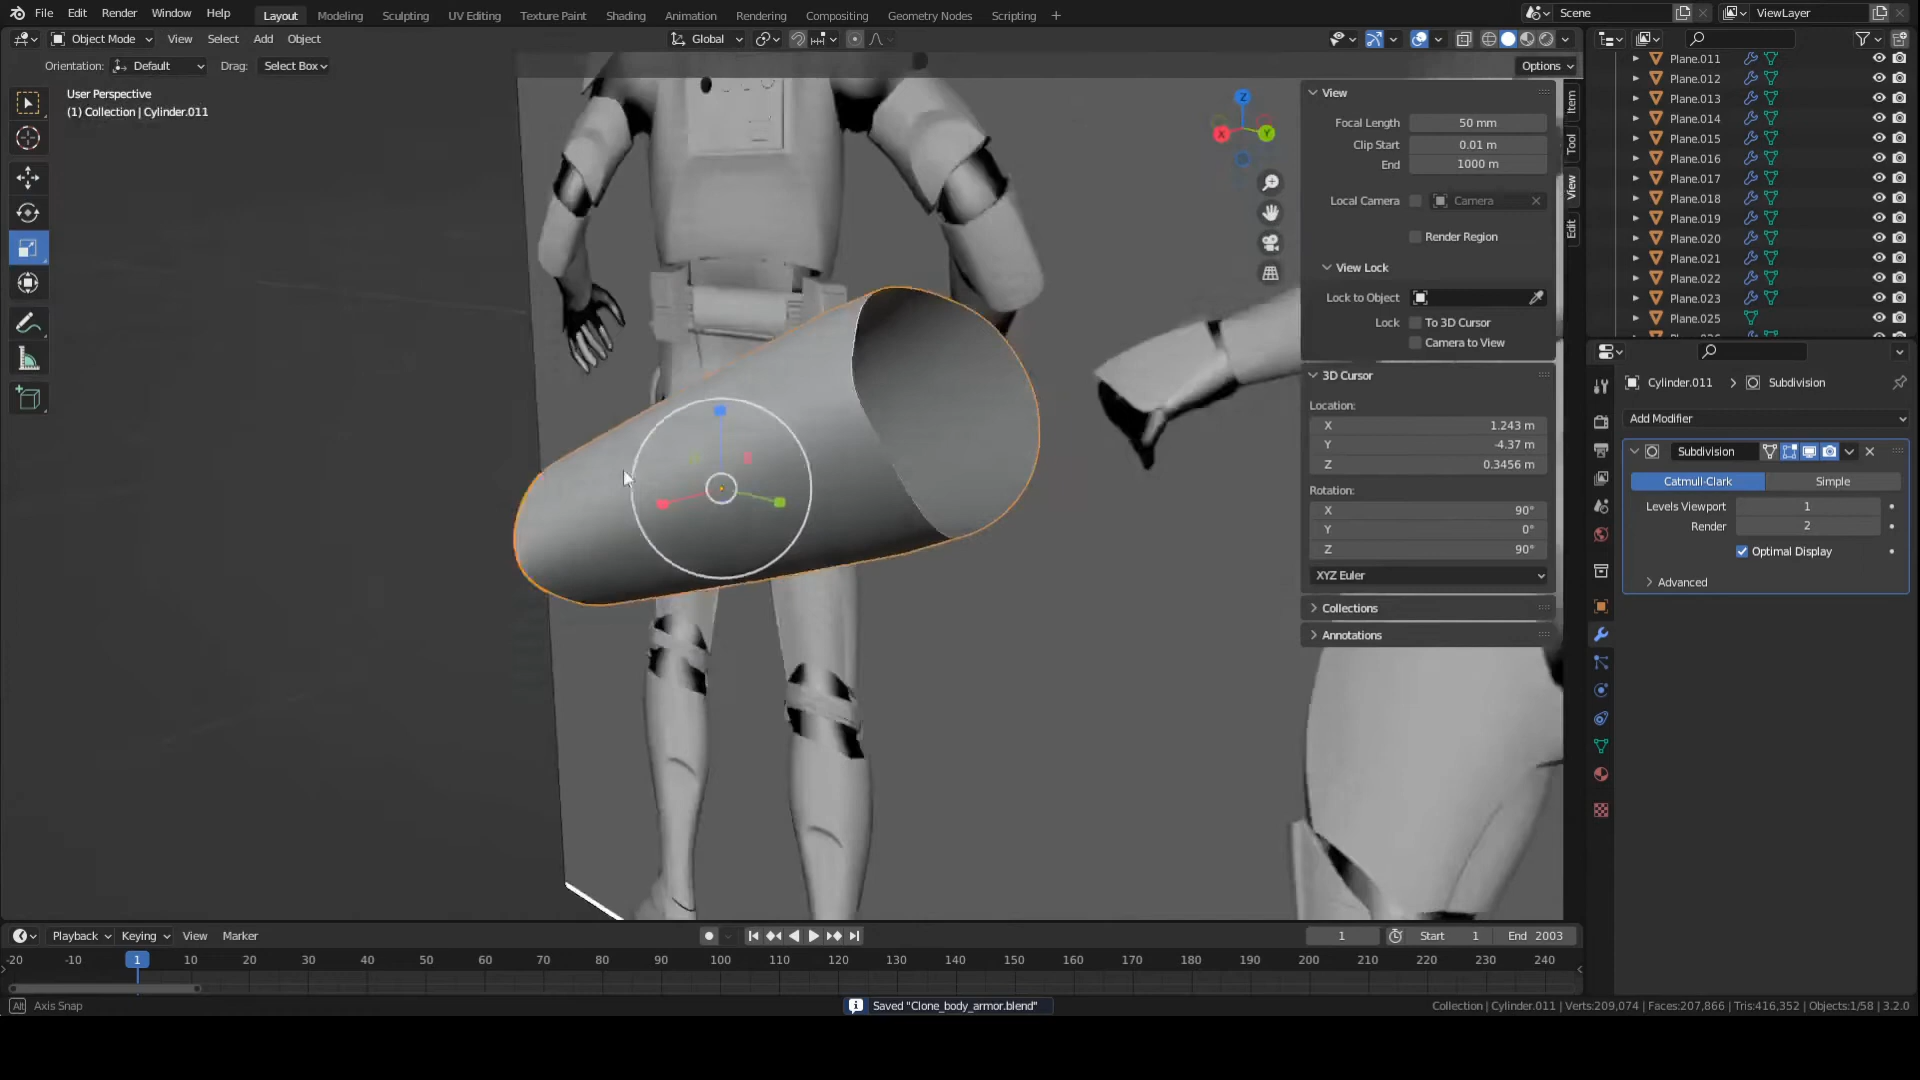 File Edit Render Window Help Layout Modeling Sculpting UV Editing Texture Paint Shading Animation Rendering Compositing Geometry Nodes Scripting + Scene ViewLayer
Object Mode View Select Add Object Global
Orientation: Default Drag: Select Box Options
User Perspective
(1) Collection | Cylinder.011
Z
X
Y
View
Focal Length 50 mm
Clip Start 0.01 m
End 1000 m
Local Camera Camera
Render Region
View Lock
Lock to Object
Lock To 3D Cursor
Camera to View
3D Cursor
Location:
X 1.243 m
Y -4.37 m
Z 0.3456 m
Rotation:
X 90°
Y 0°
Z 90°
XYZ Euler
Collections
Annotations
Item
Tool
View
Edit
Plane.011
Plane.012
Plane.013
Plane.014
Plane.015
Plane.016
Plane.017
Plane.018
Plane.019
Plane.020
Plane.021
Plane.022
Plane.023
Plane.025
Cylinder.011 Subdivision
Add Modifier
Subdivision
Catmull-Clark Simple
Levels Viewport 1
Render 2
Optimal Display
Advanced
Playback Keying View Marker 1 Start 1 End 2003
-20 -10 1 10 20 30 40 50 60 70 80 90 100 110 120 130 140 150 160 170 180 190 200 210 220 230 240
Alt Axis Snap Saved "Clone_body_armor.blend" Collection | Cylinder.011 | Verts:209,074 | Faces:207,866 | Tris:416,352 | Objects:1/58 | 3.2.0